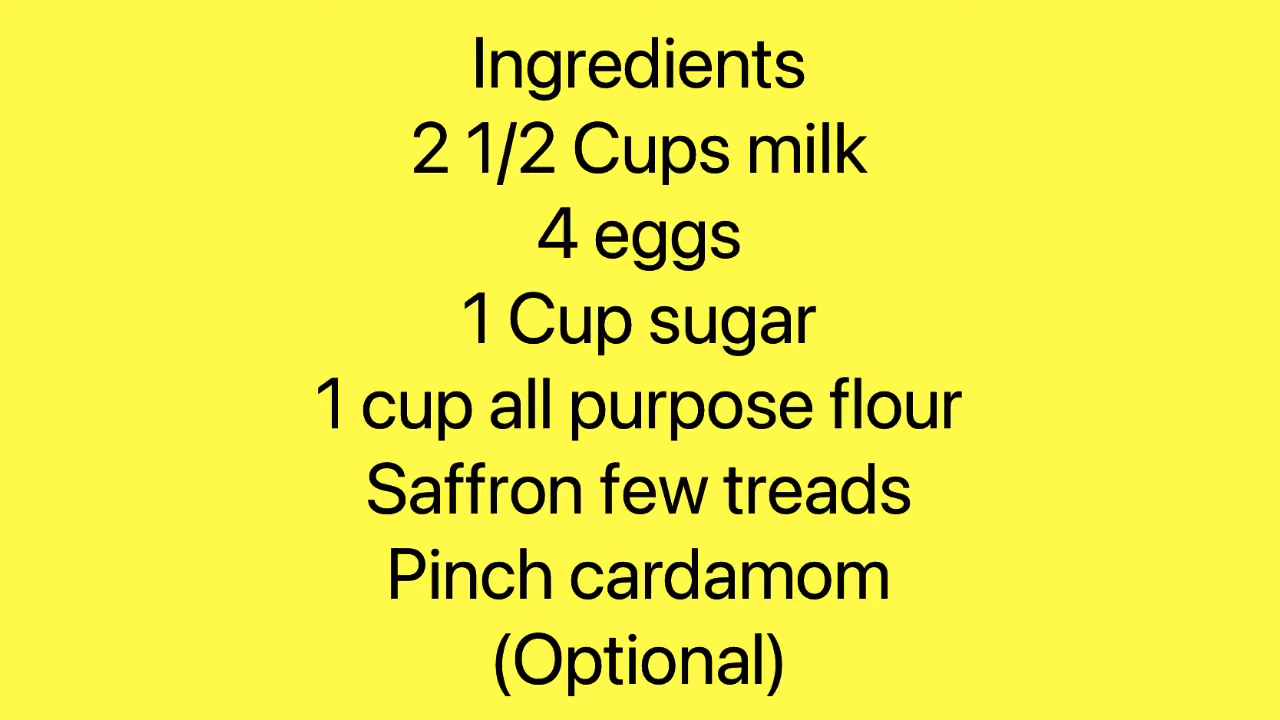 Ingredients
2 1/2 Cups milk
4 eggs
1 Cup sugar
1 cup all purpose flour
Saffron few treads
Pinch cardamom
(Optional)